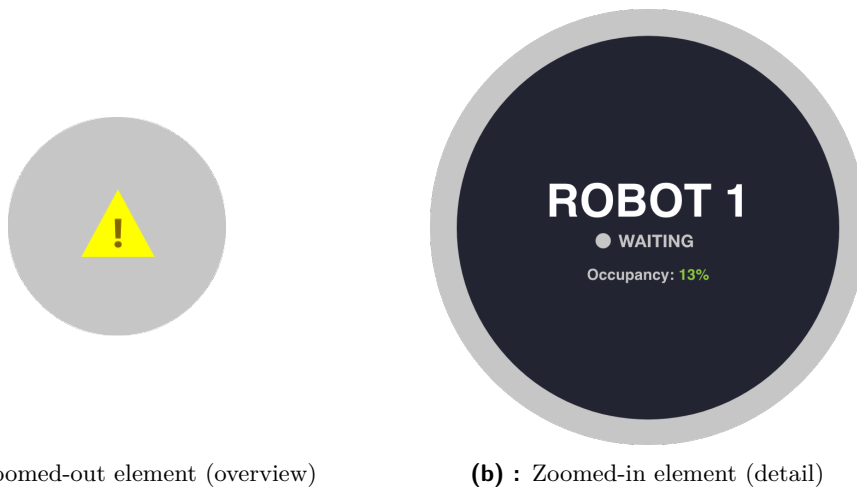 !
ROBOT 1
WAITING
Occupancy: 13%
oomed-out element (overview)
(b) : Zoomed-in element (detail)